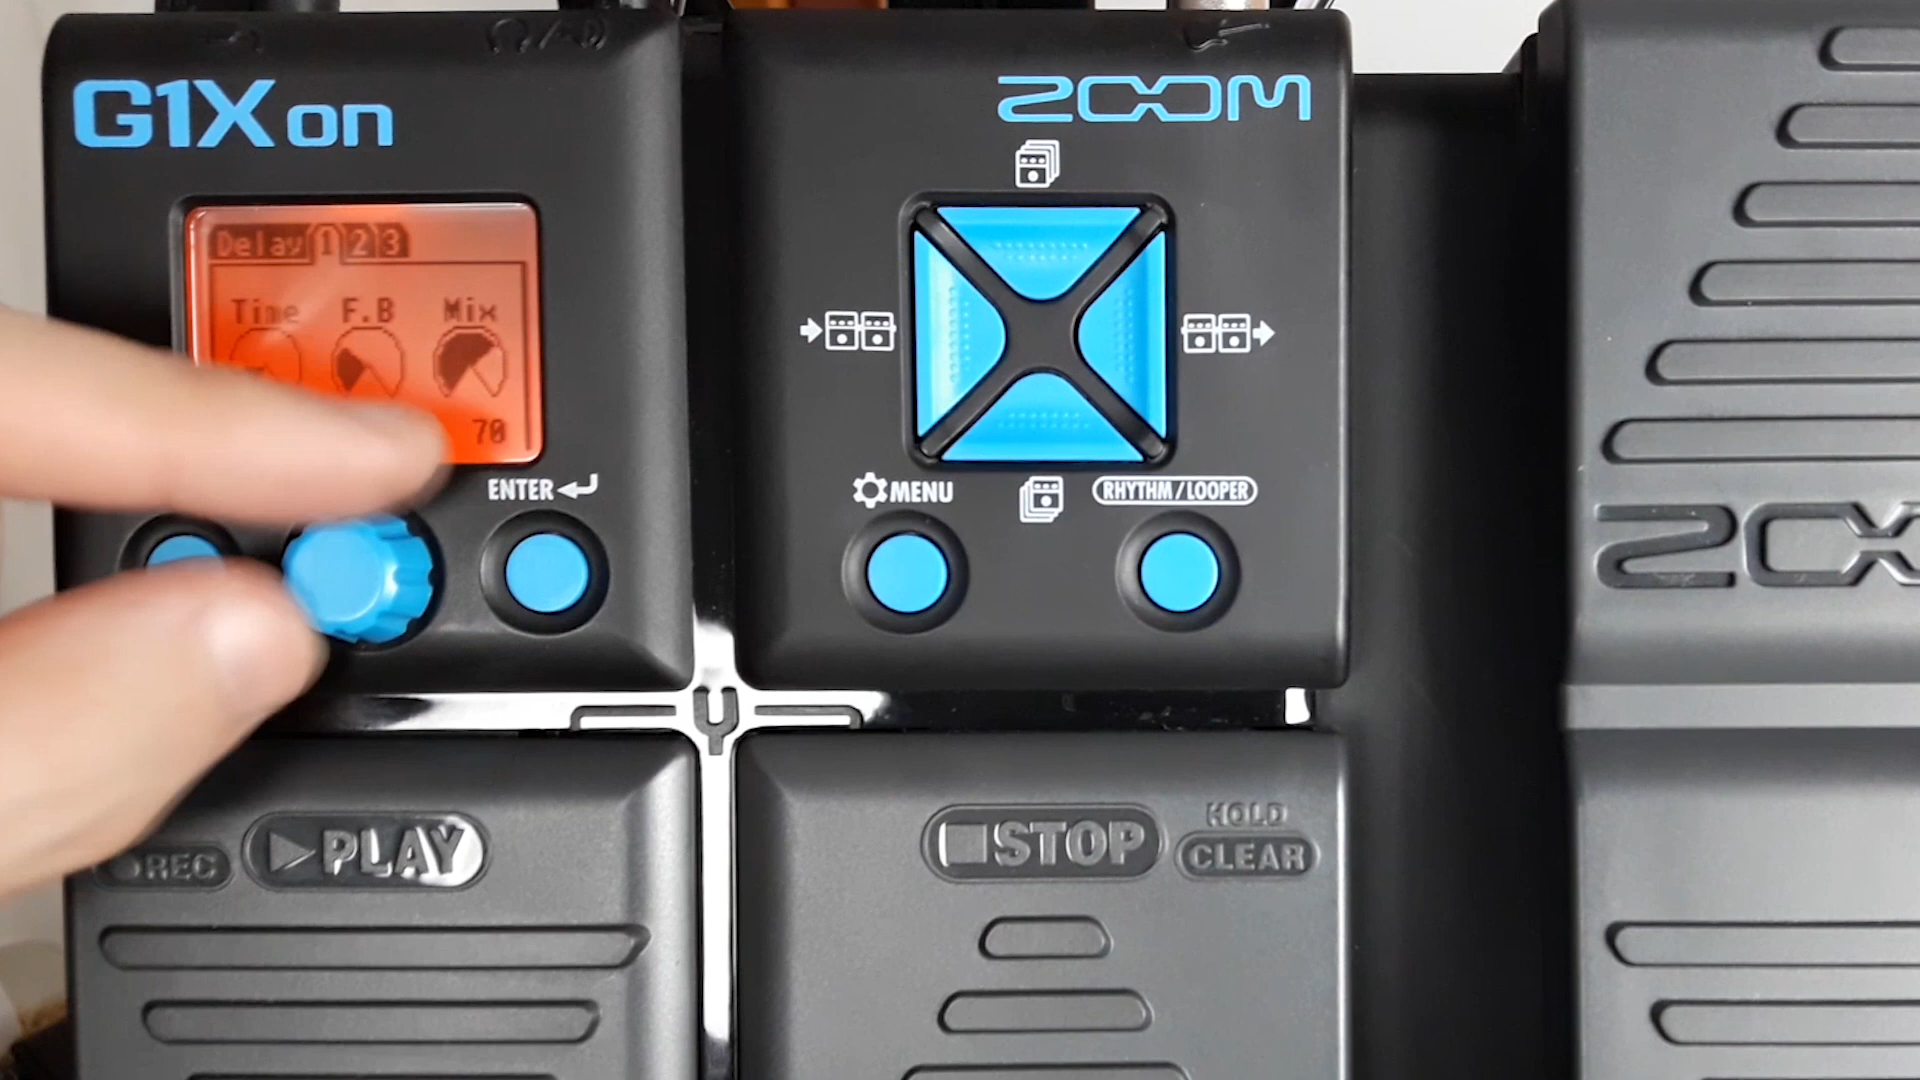 G1X on
ZOOM
Delay 1 2 3
Time F.B Mix
70
ENTER
MENU
RHYTHM/LOOPER
ZOO
REC
PLAY
STOP
HOLD
CLEAR